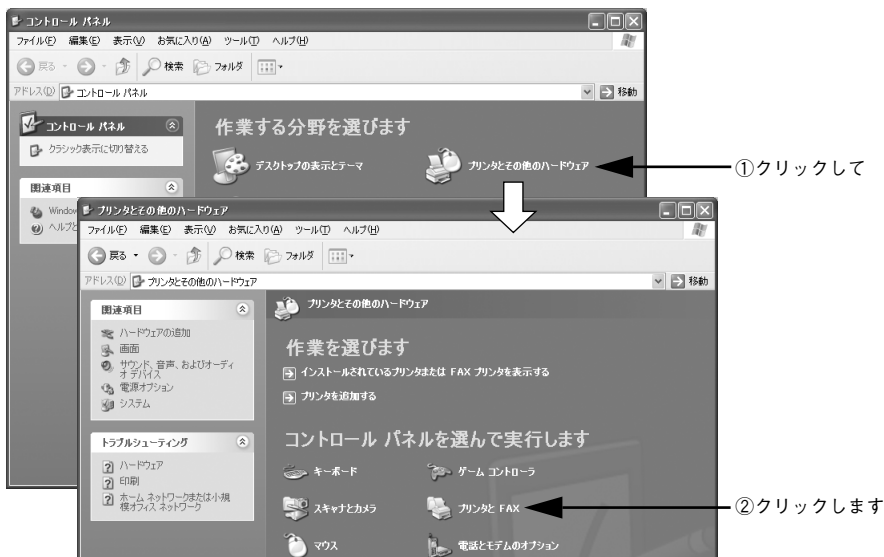 コントロール パネル
ファイル(F) 編集(E) 表示(V) お気に入り(A) ツール(T) ヘルプ(H)
戻る 検索 フォルダ
アドレス(D) コントロール パネル 移動
コントロール パネル
クラシック表示に切り替える
関連項目
Window
ヘルプと
作業する分野を選びます
デスクトップの表示とテーマ
プリンタとその他のハードウェア
①クリックして
プリンタとその他のハードウェア
ファイル(F) 編集(E) 表示(V) お気に入り(A) ツール(T) ヘルプ(H)
戻る 検索 フォルダ
アドレス(D) プリンタとその他のハードウェア 移動
関連項目
ハードウェアの追加
画面
サウンド、音声、およびオーディ
オ デバイス
電源オプション
システム
トラブルシューティング
ハードウェア
印刷
ホーム ネットワークまたは小規
模オフィス ネットワーク
プリンタとその他のハードウェア
作業を選びます
インストールされているプリンタまたは FAX プリンタを表示する
プリンタを追加する
コントロール パネルを選んで実行します
キーボード
ゲーム コントローラ
スキャナとカメラ
プリンタと FAX
マウス
電話とモデムのオプション
②クリックします